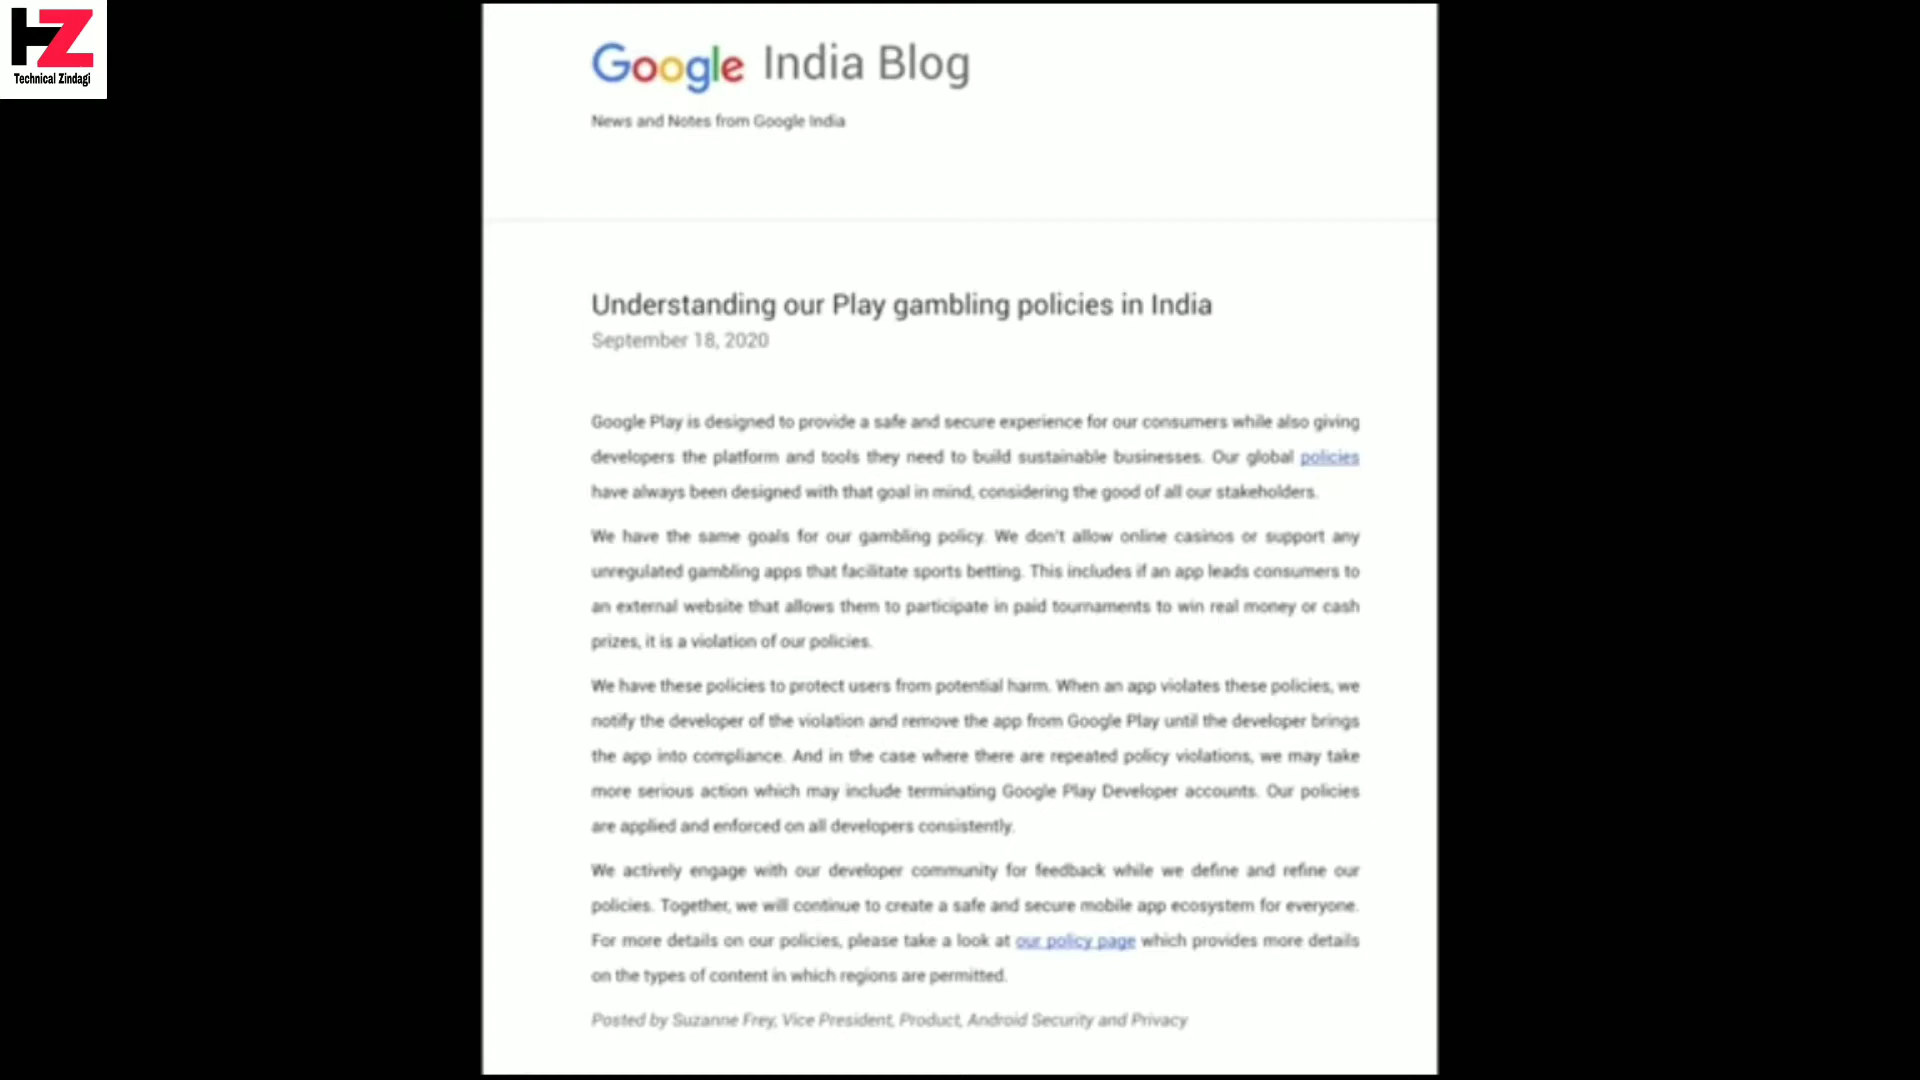 HZ
Technical Zindagi
Google India Blog
News and Notes from Google India
Understanding our Play gambling policies in India
September 18, 2020
Google Play is designed to provide a safe and secure experience for our consumers while also giving
developers the platform and tools they need to build sustainable businesses. Our global policies
have always been designed with that goal in mind, considering the good of all our stakeholders.
We have the same goals for our gambling policy. We don't allow online casinos or support any
unregulated gambling apps that facilitate sports betting. This includes if an app leads consumers to
an external website that allows them to participate in paid tournaments to win real money or cash
prizes, it is a violation of our policies.
We have these policies to protect users from potential harm. When an app violates these policies, we
notify the developer of the violation and remove the app from Google Play until the developer brings
the app into compliance. And in the case where there are repeated policy violations, we may take
more serious action which may include terminating Google Play Developer accounts. Our policies
are applied and enforced on all developers consistently.
We actively engage with our developer community for feedback while we define and refine our
policies. Together, we will continue to create a safe and secure mobile app ecosystem for everyone.
For more details on our policies, please take a look at our policy page which provides more details
on the types of content in which regions are permitted.
Posted by Suzanne Frey, Vice President, Product, Android Security and Privacy